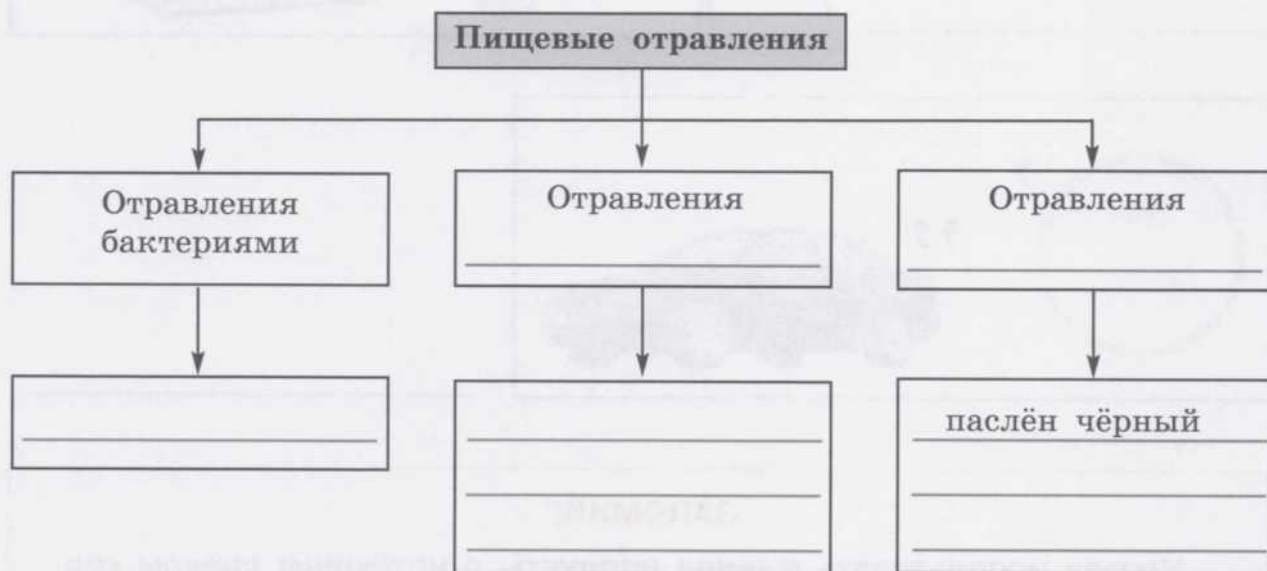 Пищевые отравления
Отравления
бактериями
Отравления
Отравления
паслён чёрный